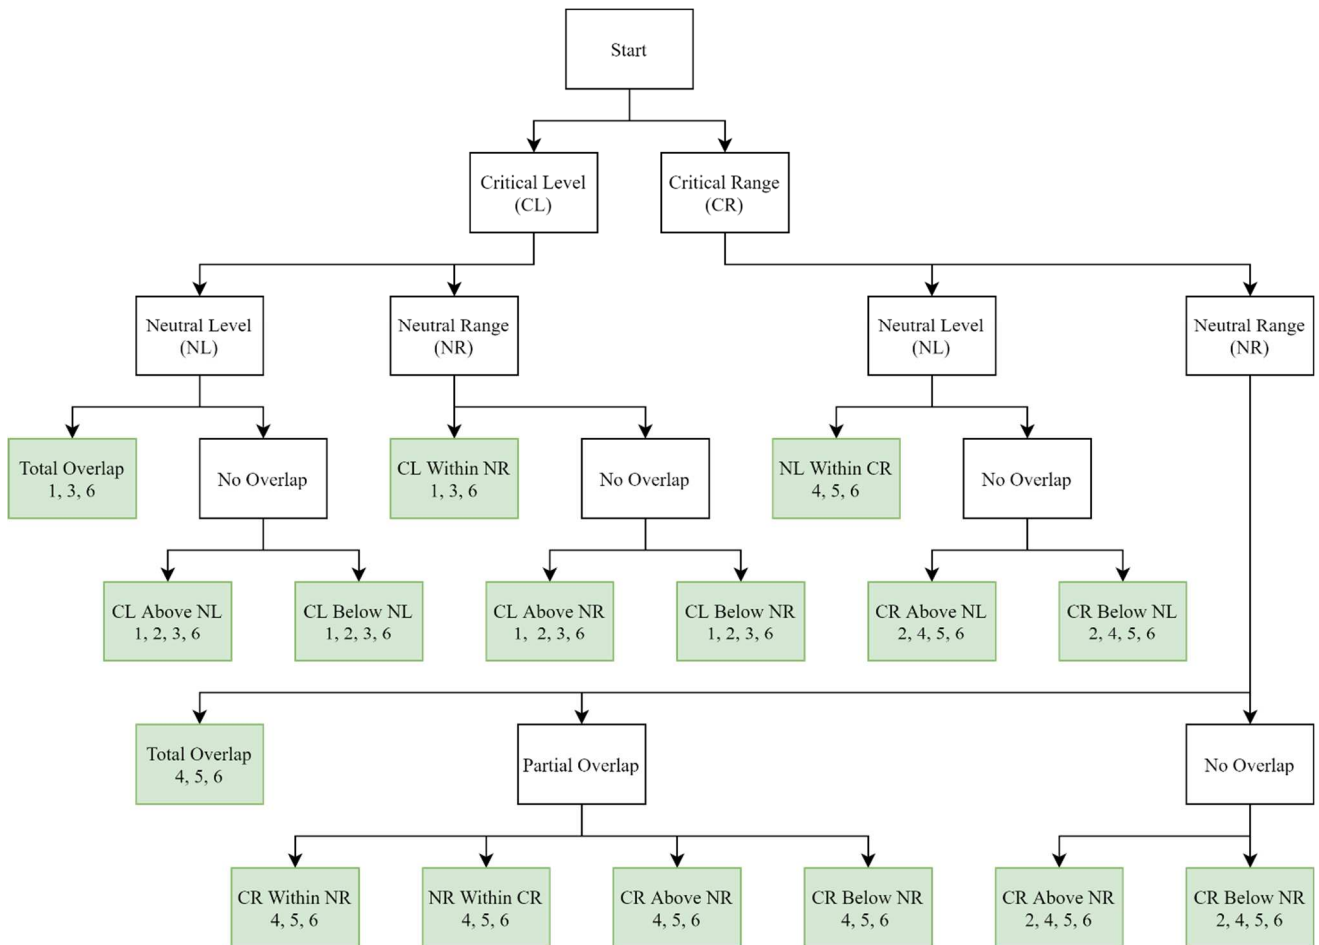 Start
Critical Level
(CL)
Critical Range
(CR)
Neutral Level
(NL)
Neutral Range
(NR)
Neutral Level
(NL)
Neutral Range
(NR)
Total Overlap
1, 3, 6
No Overlap
CL Within NR
1, 3, 6
No Overlap
NL Within CR
4, 5, 6
No Overlap
CL Above NL
1, 2, 3, 6
CL Below NL
1, 2, 3, 6
CL Above NR
1,  2, 3, 6
CL Below NR
1, 2, 3, 6
CR Above NL
2, 4, 5, 6
CR Below NL
2, 4, 5, 6
Total Overlap
4, 5, 6
Partial Overlap
No Overlap
CR Within NR
4, 5, 6
NR Within CR
4, 5, 6
CR Above NR
4, 5, 6
CR Below NR
4, 5, 6
CR Above NR
2, 4, 5, 6
CR Below NR
2, 4, 5, 6